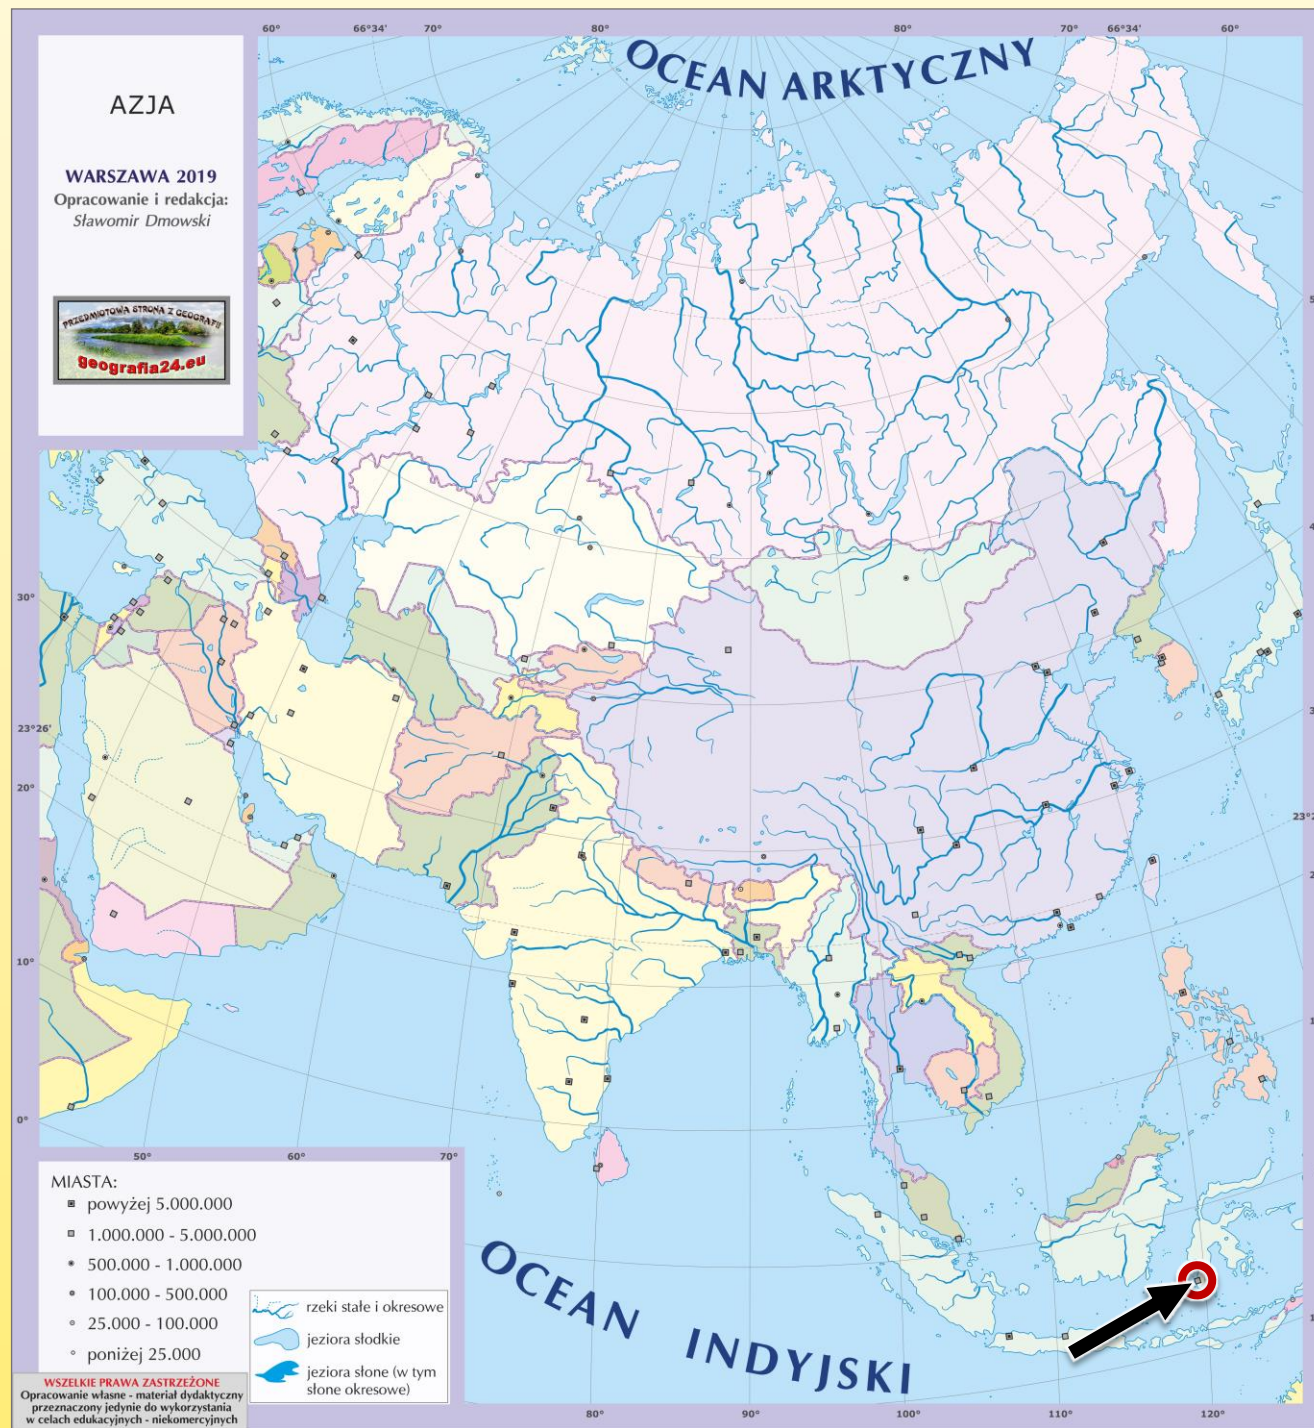 60°
66°34'
70°
80°
80°
70°
66°34'
60°
OCEAN ARKTYCZNY
AZJA
WARSZAWA 2019
Opracowanie i redakcja:
Sławomir Dmowski
PRZEDMIOTOWA STRONA Z GEOGRAFII
geografia24.eu
30°
23°26'
20°
10°
0°
50°
60°
70°
MIASTA:
powyżej 5.000.000
1.000.000 - 5.000.000
500.000 - 1.000.000
100.000 - 500.000
25.000 - 100.000
poniżej 25.000
rzeki stałe i okresowe
jeziora słodkie
jeziora słone (w tym
słone okresowe)
OCEAN INDYJSKI
WSZELKIE PRAWA ZASTRZEŻONE
Opracowanie własne - materiał dydaktyczny
przeznaczony jedynie do wykorzystania
w celach edukacyjnych - niekomercyjnych
80°
90°
100°
110°
120°